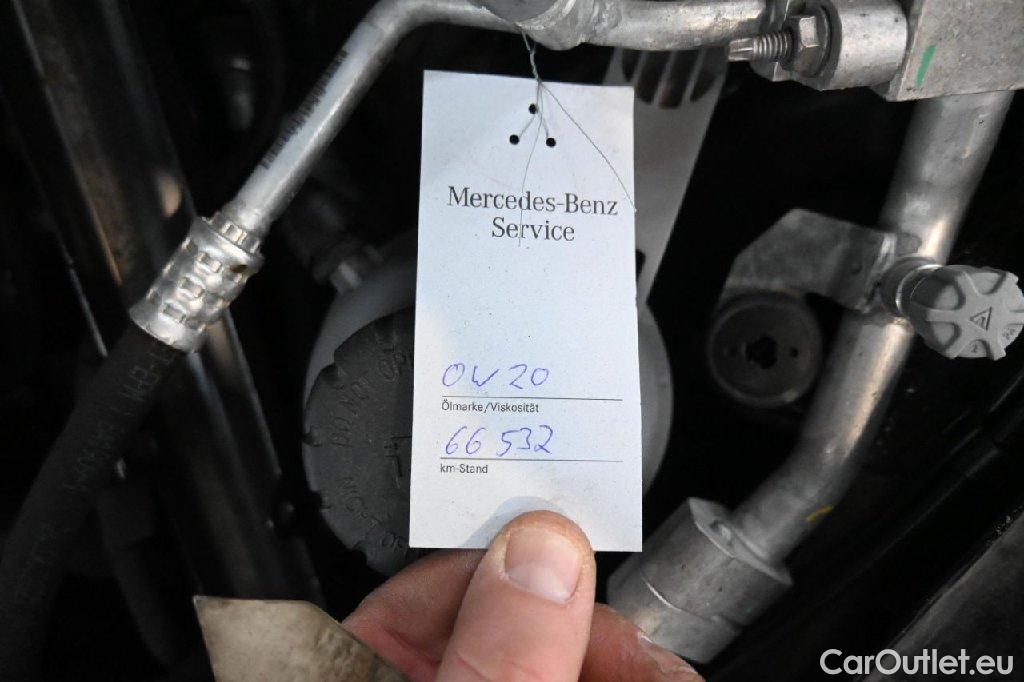 Mercedes-Benz
Service
0W20
Ölmarke/Viskosität
66 532
km-Stand
CarOutlet.eu